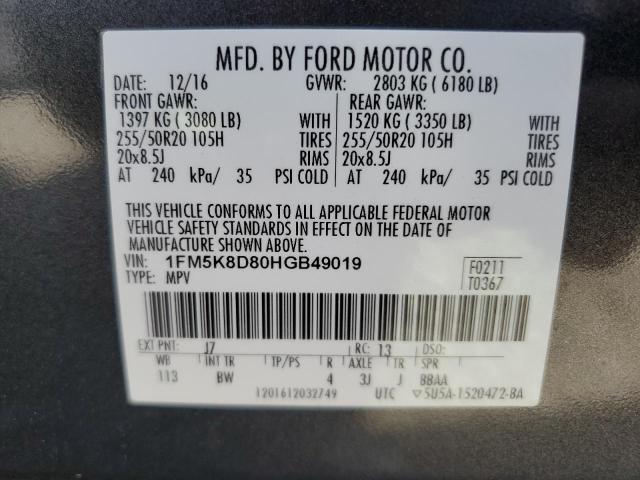 MFD. BY FORD MOTOR CO.
DATE: 12/16 GVWR: 2803 KG ( 6180 LB)
FRONT GAWR: REAR GAWR:
1397 KG ( 3080 LB) WITH 1520 KG ( 3350 LB) WITH
255/50R20 105H TIRES 255/50R20 105H TIRES
20x8.5J RIMS 20x8.5J RIMS
AT 240 kPa/ 35 PSI COLD AT 240 kPa/ 35 PSI COLD
THIS VEHICLE CONFORMS TO ALL APPLICABLE FEDERAL MOTOR
VEHICLE SAFETY STANDARDS IN EFFECT ON THE DATE OF
MANUFACTURE SHOWN ABOVE.
VIN: 1FM5K8D80HGB49019 F0211
TYPE: MPV T0367
EXT PNT: J7 RC: 13 DSO:
WB INT TR TP/PS R AXLE TR SPR
113 BW 4 3J J BBAA
1201612032749 UTC ▽5U5A-1520472-BA